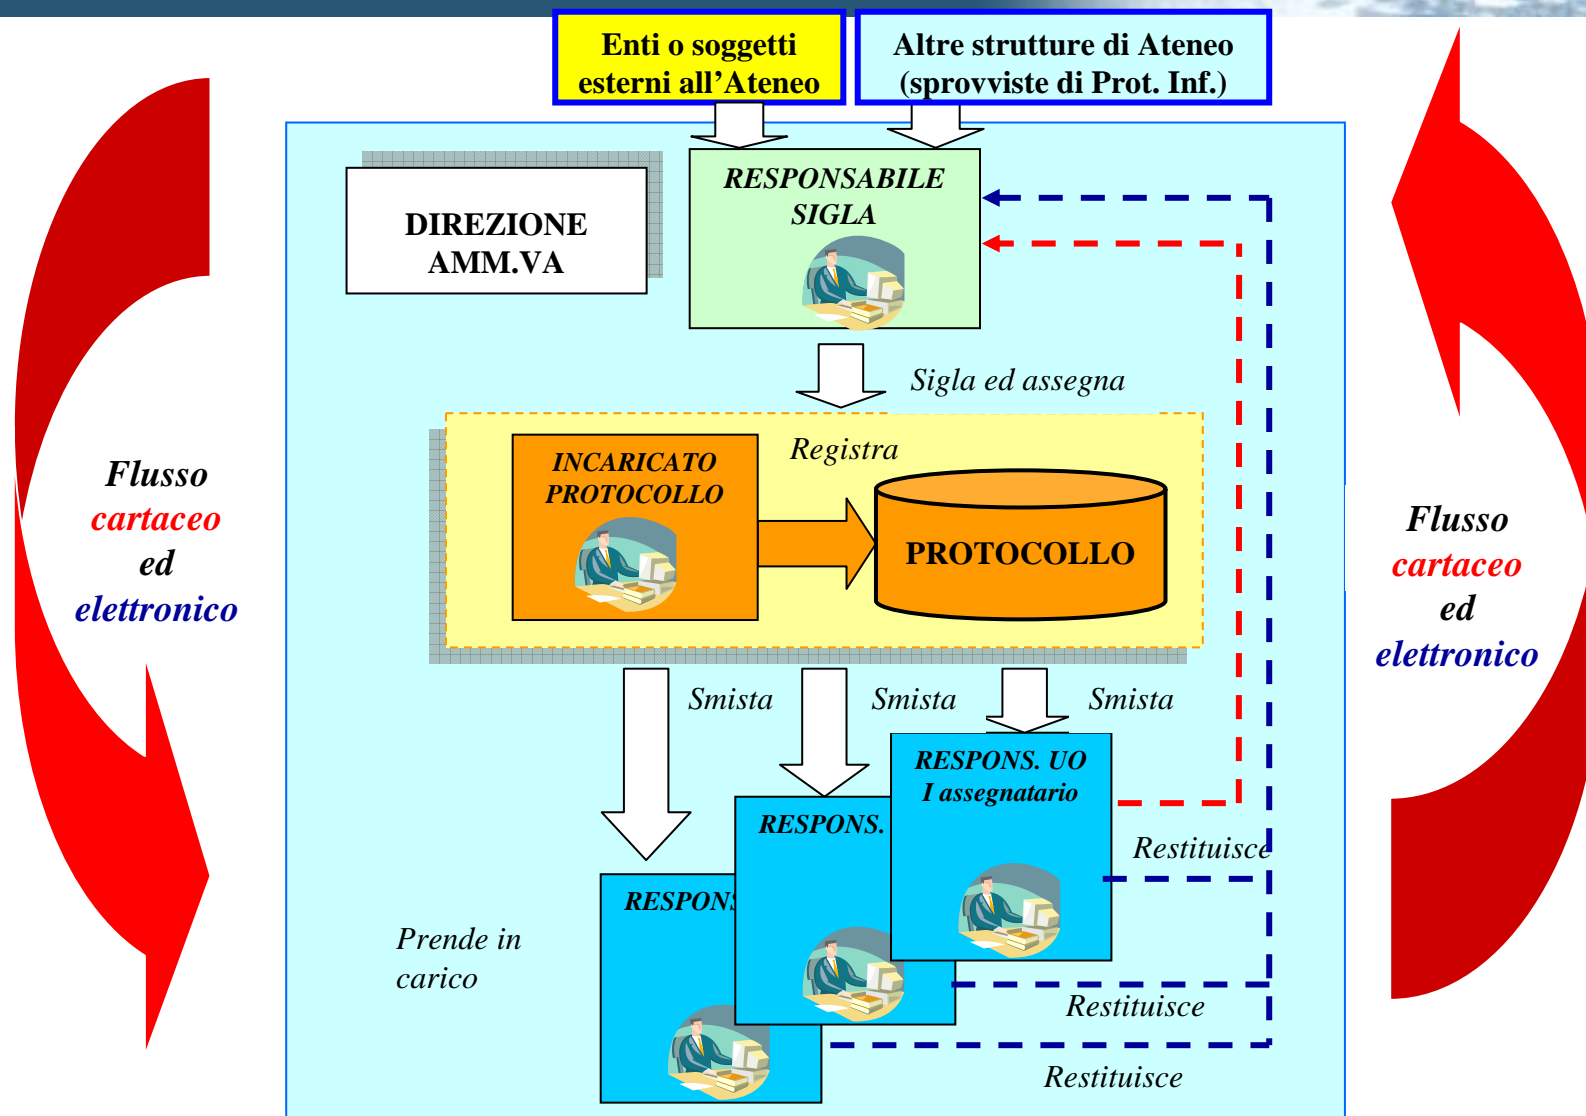 Enti o soggetti
esterni all'Ateneo
Altre strutture di Ateneo
(sprovviste di Prot. Inf.)
DIREZIONE
AMM.VA
RESPONSABILE
SIGLA
Sigla ed assegna
Flusso
cartaceo
ed
elettronico
INCARICATO
PROTOCOLLO
Registra
PROTOCOLLO
Flusso
cartaceo
ed
elettronico
Smista
Smista
Smista
RESPONS. UO
I assegnatario
RESPONS.
RESPONS
Prende in
carico
Restituisce
Restituisce
Restituisce